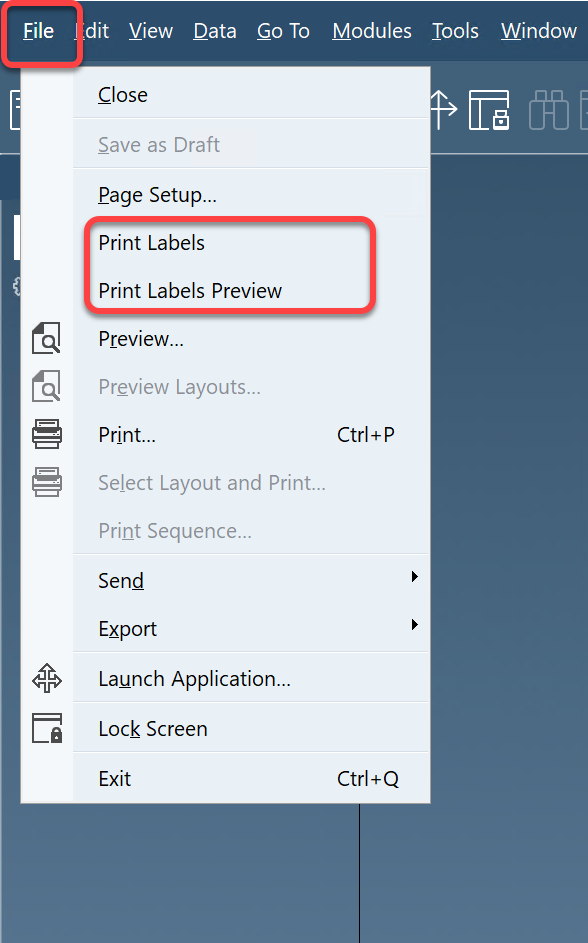 File Edit View Data Go To Modules Tools Window
Close
Save as Draft
Page Setup...
Print Labels
Print Labels Preview
Preview...
Preview Layouts...
Print... Ctrl+P
Select Layout and Print...
Print Sequence...
Send
Export
Launch Application...
Lock Screen
Exit Ctrl+Q